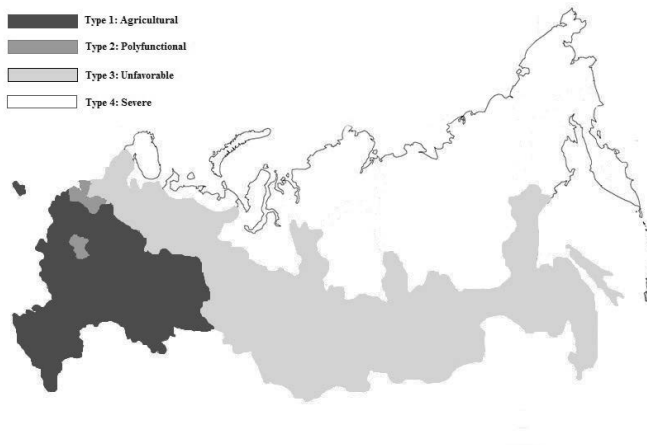 Type 1: Agricultural
Type 2: Polyfunctional
Type 3: Unfavorable
Type 4: Severe